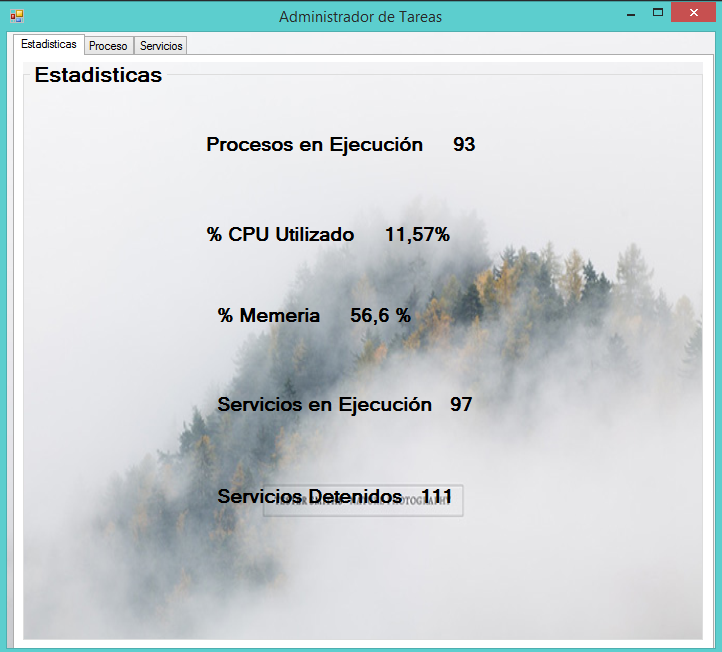 Administrador de Tareas
Estadisticas Proceso Servicios
Estadisticas
Procesos en Ejecución 93
% CPU Utilizado 11,57%
% Memeria 56,6 %
Servicios en Ejecución 97
Servicios Detenidos 111